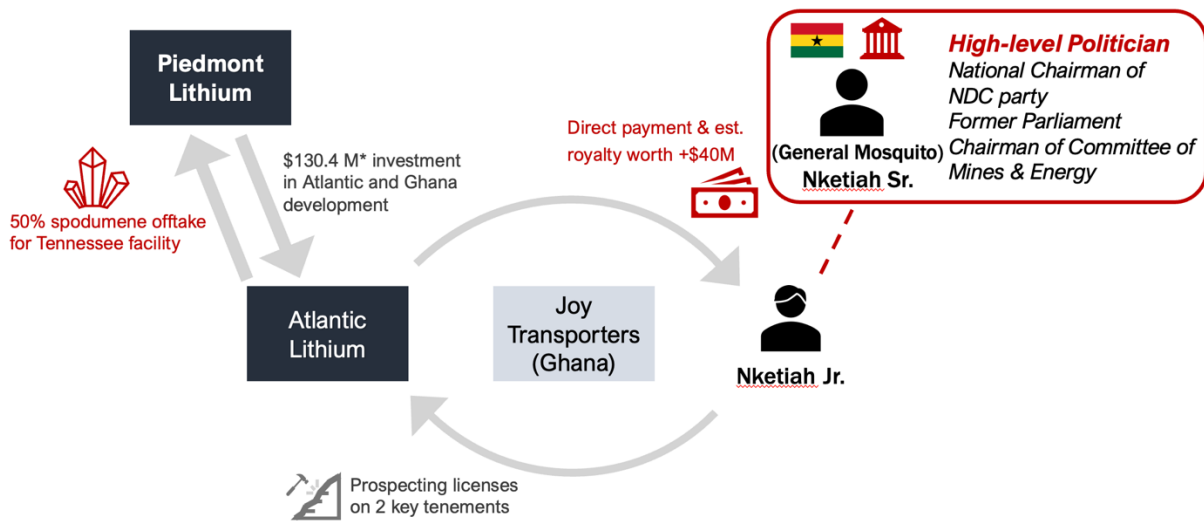 Piedmont
Lithium
50% spodumene offtake
for Tennessee facility
$130.4 M* investment
in Atlantic and Ghana
development
Direct payment & est.
royalty worth +$40M
High-level Politician
National Chairman of
NDC party
Former Parliament
Chairman of Committee of
Mines & Energy
(General Mosquito)
Nketiah Sr.
Atlantic
Lithium
Joy
Transporters
(Ghana)
Nketiah Jr.
Prospecting licenses
on 2 key tenements